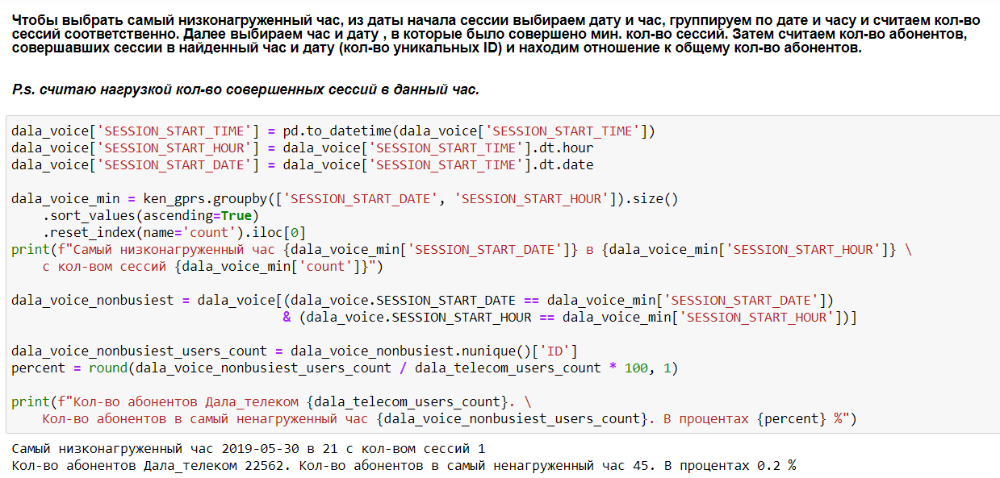 Чтобы выбрать самый низконагруженный час, из даты начала сессии выбираем дату и час, группируем по дате и часу и считаем кол-во
сессий соответственно. Далее выбираем час и дату , в которые было совершено мин. кол-во сессий. Затем считаем кол-во абонентов,
совершавших сессии в найденный час и дату (кол-во уникальных ID) и находим отношение к общему кол-во абонентов.
P.s. считаю нагрузкой кол-во совершенных сессий в данный час.
dala_voice['SESSION_START_TIME'] = pd.to_datetime(dala_voice['SESSION_START_TIME'])
dala_voice['SESSION_START_HOUR'] = dala_voice['SESSION_START_TIME'].dt.hour
dala_voice['SESSION_START_DATE'] = dala_voice['SESSION_START_TIME'].dt.date
dala_voice_min = ken_gprs.groupby(['SESSION_START_DATE', 'SESSION_START_HOUR']).size()
    .sort_values(ascending=True)
    .reset_index(name='count').iloc[0]
print(f"Самый низконагруженный час {dala_voice_min['SESSION_START_DATE']} в {dala_voice_min['SESSION_START_HOUR']} \
    с кол-вом сессий {dala_voice_min['count']}")
dala_voice_nonbusiest = dala_voice[(dala_voice.SESSION_START_DATE == dala_voice_min['SESSION_START_DATE'])
                                   & (dala_voice.SESSION_START_HOUR == dala_voice_min['SESSION_START_HOUR'])]
dala_voice_nonbusiest_users_count = dala_voice_nonbusiest.nunique()['ID']
percent = round(dala_voice_nonbusiest_users_count / dala_telecom_users_count * 100, 1)
print(f"Кол-во абонентов Дала_телеком {dala_telecom_users_count}. \
    Кол-во абонентов в самый ненагруженный час {dala_voice_nonbusiest_users_count}. В процентах {percent} %")
Самый низконагруженный час 2019-05-30 в 21 с кол-вом сессий 1
Кол-во абонентов Дала_телеком 22562. Кол-во абонентов в самый ненагруженный час 45. В процентах 0.2 %